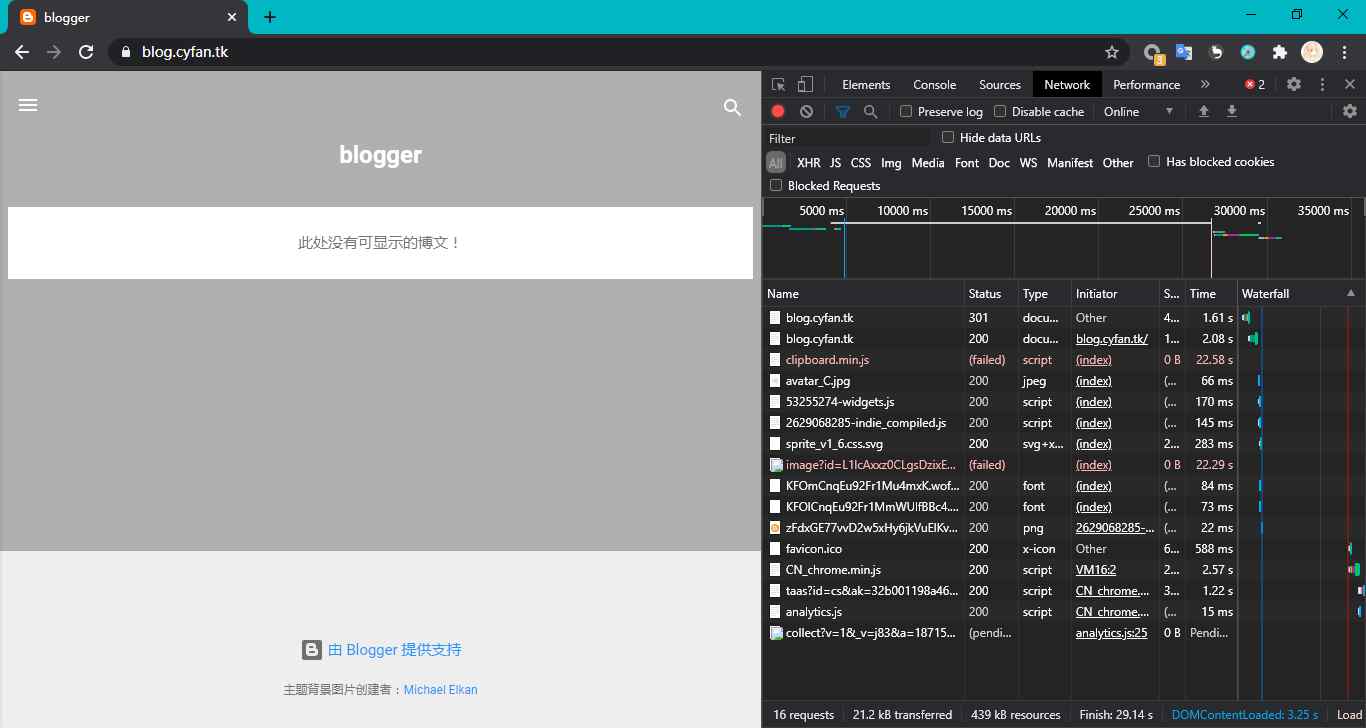 blogger
blog.cyfan.tk
3
blogger
此处没有可显示的博文！
由 Blogger 提供支持
主题背景图片创建者：Michael Elkan
Elements Console Sources Network Performance 2
Preserve log Disable cache Online
Filter Hide data URLs
All XHR JS CSS Img Media Font Doc WS Manifest Other Has blocked cookies
Blocked Requests
5000 ms 10000 ms 15000 ms 20000 ms 25000 ms 30000 ms 35000 ms
Name Status Type Initiator S... Time Waterfall
blog.cyfan.tk 301 docu... Other 4... 1.61 s
blog.cyfan.tk 200 docu... blog.cyfan.tk/ 1... 2.08 s
clipboard.min.js (failed) script (index) 0 B 22.58 s
avatar_C.jpg 200 jpeg (index) (... 66 ms
53255274-widgets.js 200 script (index) (... 170 ms
2629068285-indie_compiled.js 200 script (index) (... 145 ms
sprite_v1_6.css.svg 200 svg+x... (index) 2... 283 ms
image?id=L1IcAxxz0CLgsDzixE... (failed) (index) 0 B 22.29 s
KFOmCnqEu92Fr1Mu4mxK.wof... 200 font (index) (... 84 ms
KFOlCnqEu92Fr1MmWUlfBBc4.... 200 font (index) (... 73 ms
zFdxGE77vvD2w5xHy6jkVuElKv... 200 png 2629068285-... (... 22 ms
favicon.ico 200 x-icon Other 6... 588 ms
CN_chrome.min.js 200 script VM16:2 2... 2.57 s
taas?id=cs&ak=32b001198a46... 200 script CN_chrome.... 3... 1.22 s
analytics.js 200 script CN_chrome.... (... 15 ms
collect?v=1&_v=j83&a=18715... (pendi... analytics.js:25 0 B Pendi...
16 requests 21.2 kB transferred 439 kB resources Finish: 29.14 s DOMContentLoaded: 3.25 s Load